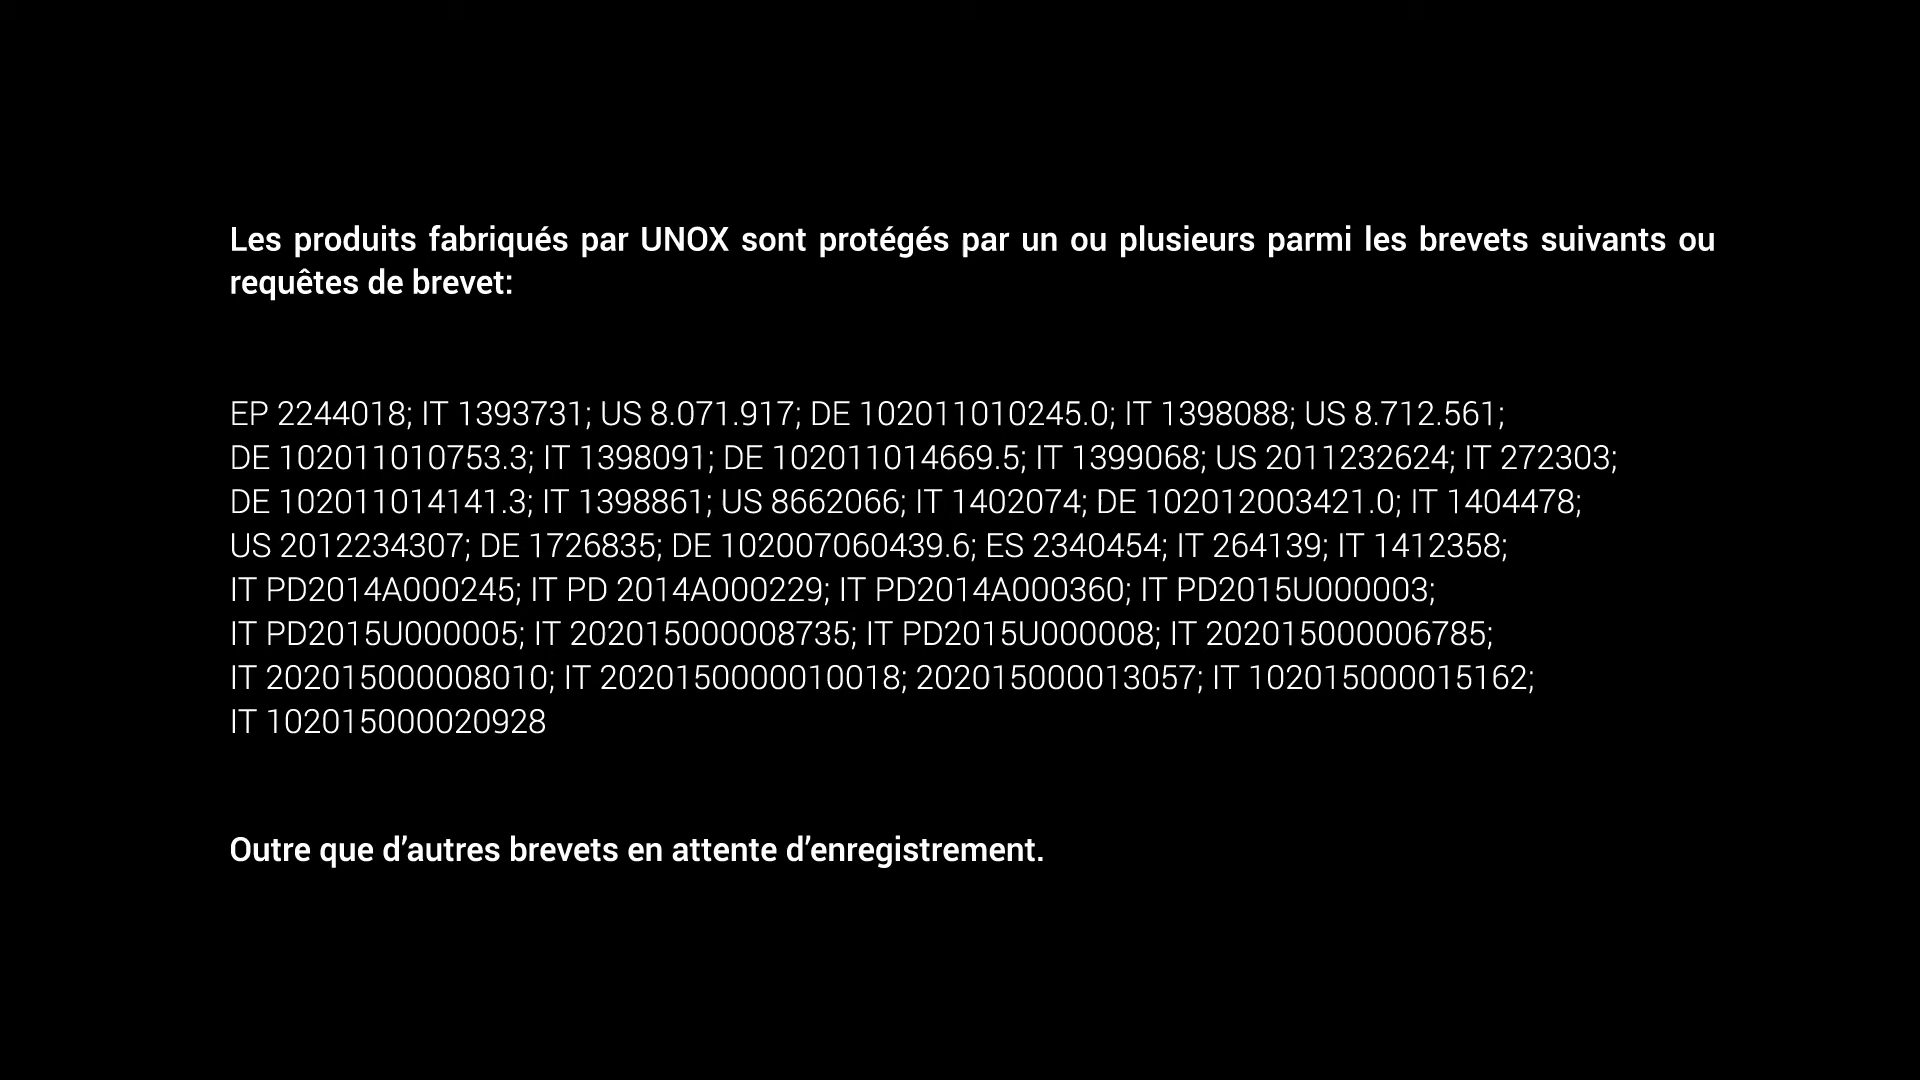 Les produits fabriqués par UNOX sont protégés par un ou plusieurs parmi les brevets suivants ou
requêtes de brevet:
EP 2244018; IT 1393731; US 8.071.917; DE 102011010245.0; IT 1398088; US 8.712.561;
DE 102011010753.3; IT 1398091; DE 102011014669.5; IT 1399068; US 2011232624; IT 272303;
DE 102011014141.3; IT 1398861; US 8662066; IT 1402074; DE 102012003421.0; IT 1404478;
US 2012234307; DE 1726835; DE 102007060439.6; ES 2340454; IT 264139; IT 1412358;
IT PD2014A000245; IT PD 2014A000229; IT PD2014A000360; IT PD2015U000003;
IT PD2015U000005; IT 202015000008735; IT PD2015U000008; IT 202015000006785;
IT 202015000008010; IT 2020150000010018; 202015000013057; IT 102015000015162;
IT 102015000020928
Outre que d’autres brevets en attente d’enregistrement.